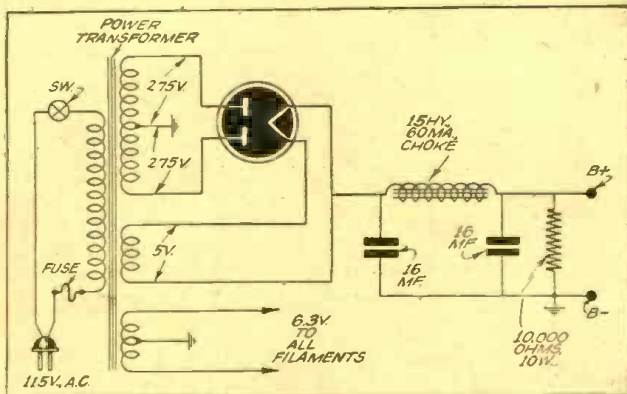 POWER
TRANSFORMER
SW.
275V.
275V.
5V.
FUSE
115V., A.C.
6.3V.
TO
ALL
FILAMENTS
15HY.
60MA.
CHOKE
16
MF.
16
MF.
B+
B-
10,000
OHMS
10W.